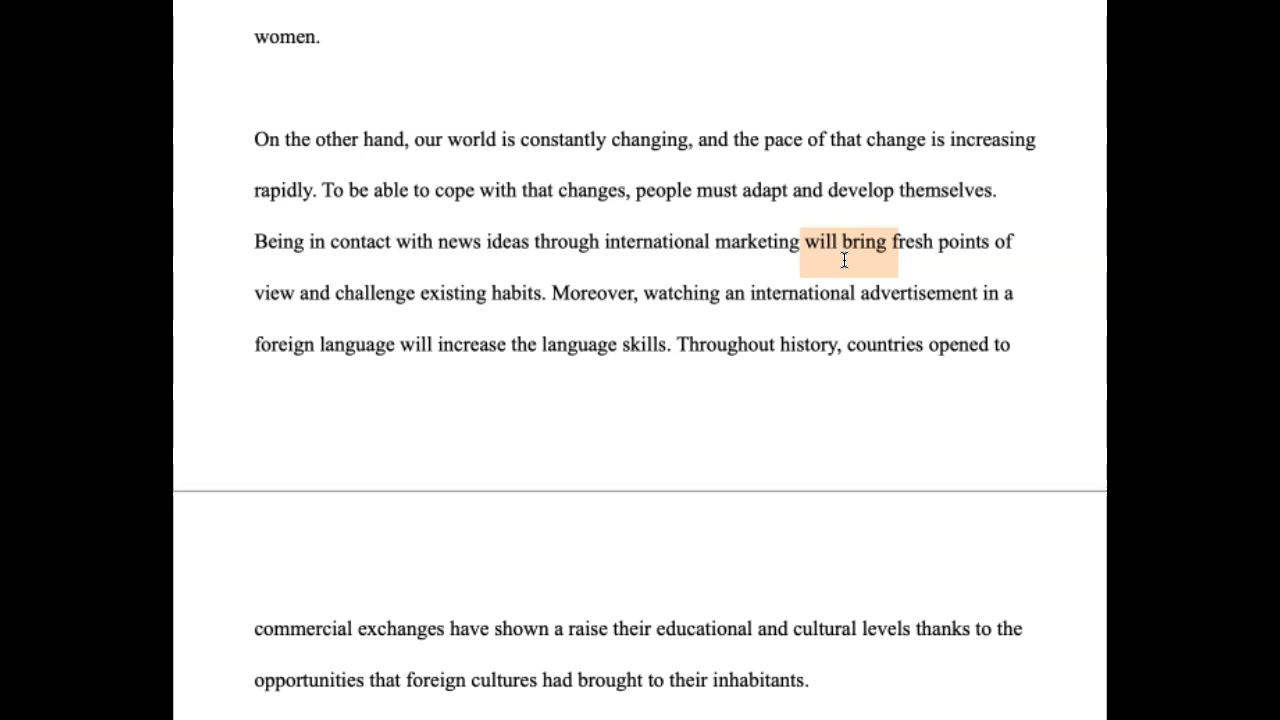 women.
On the other hand, our world is constantly changing, and the pace of that change is increasing
rapidly. To be able to cope with that changes, people must adapt and develop themselves.
Being in contact with news ideas through international marketing will bring fresh points of
view and challenge existing habits. Moreover, watching an international advertisement in a
foreign language will increase the language skills. Throughout history, countries opened to
commercial exchanges have shown a raise their educational and cultural levels thanks to the
opportunities that foreign cultures had brought to their inhabitants.